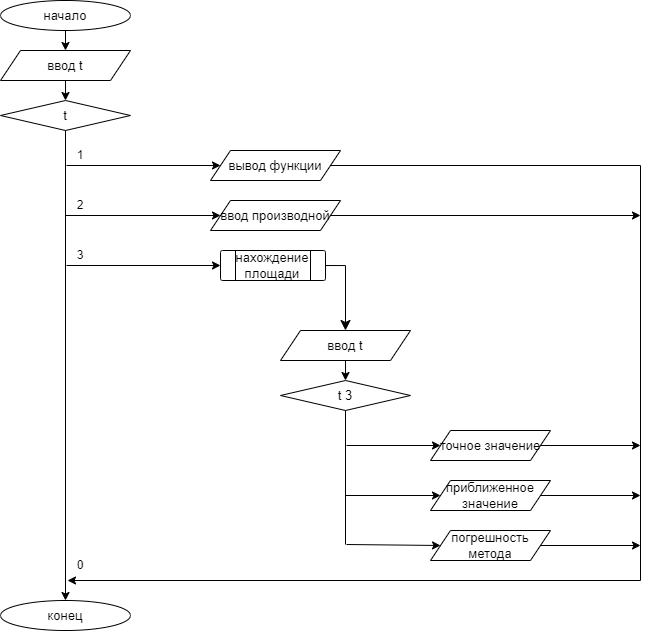 начало
ввод t
t
1
вывод функции
2
ввод производной
3
нахождение
площади
ввод t
t 3
точное значение
приближенное
значение
погрешность
метода
0
конец